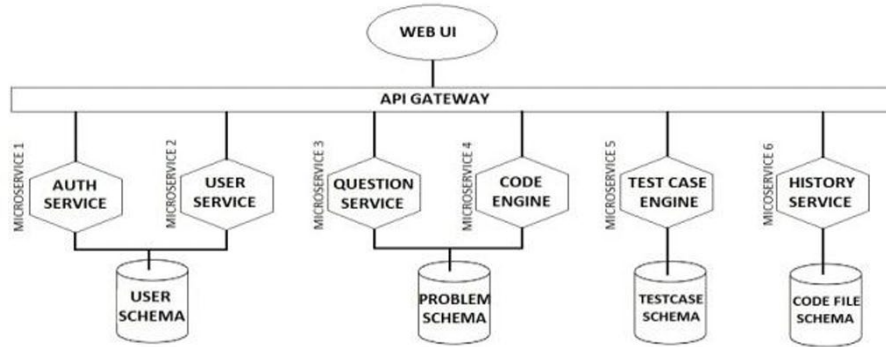 WEB UI
API GATEWAY
MICROSERVICE 1
AUTH
SERVICE
MICROSERVICE 2
USER
SERVICE
MICROSERVICE 3
QUESTION
SERVICE
MICROSERVICE 4
CODE
ENGINE
MICROSERVICE 5
TEST CASE
ENGINE
MICOSERVICE 6
HISTORY
SERVICE
USER
SCHEMA
PROBLEM
SCHEMA
TESTCASE
SCHEMA
CODE FILE
SCHEMA